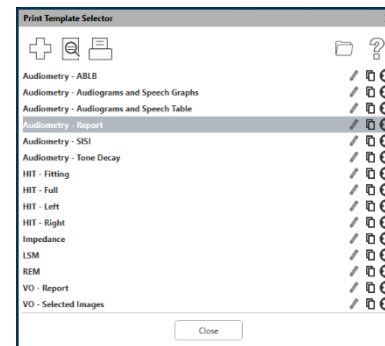 Print Template Selector
Audiometry - ABLB
Audiometry - Audiograms and Speech Graphs
Audiometry - Audiograms and Speech Table
Audiometry - Report
Audiometry - SISI
Audiometry - Tone Decay
HIT - Fitting
HIT - Full
HIT - Left
HIT - Right
Impedance
LSM
REM
VO - Report
VO - Selected Images
Close